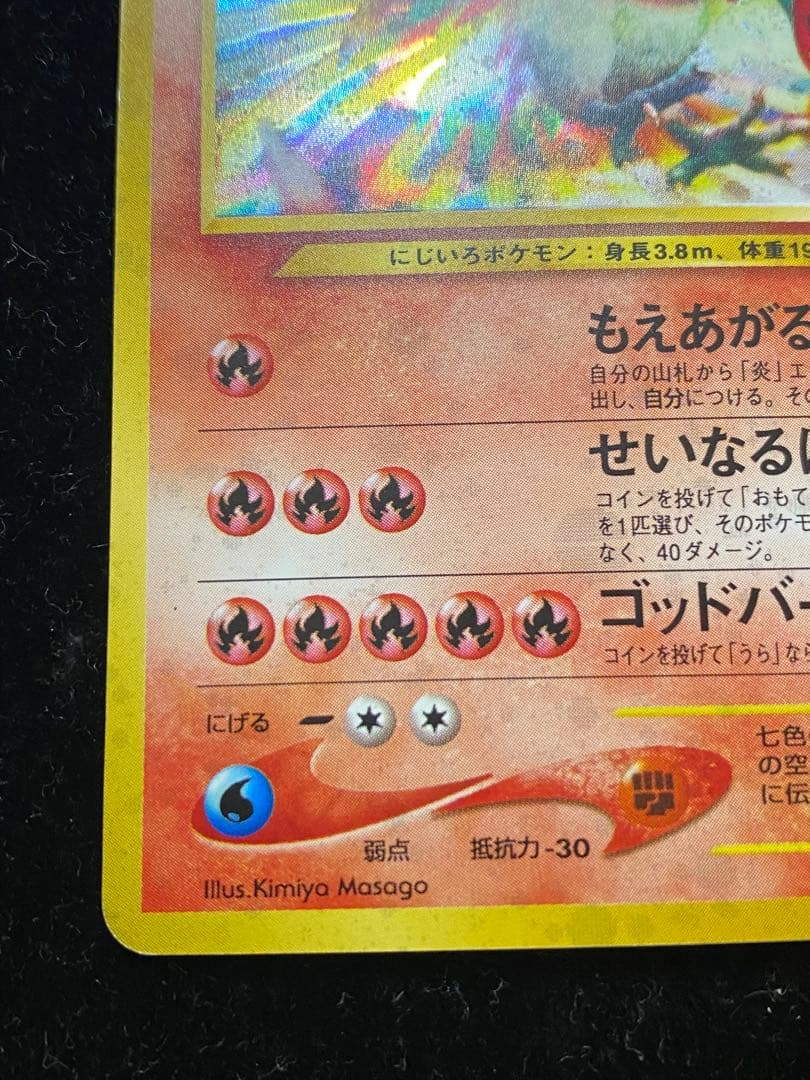 にじいろポケモン：身長3.8m、体重19
もえあがる
自分の山札から「炎」エ
出し、自分につける。その
せいなるほ
コインを投げて「おもて
を1匹選び、そのポケモ
なく、40ダメージ。
ゴッドバ
コインを投げて「うら」なら
にげる
七色
の空
に伝
弱点
抵抗力-30
Illus.Kimiya Masago